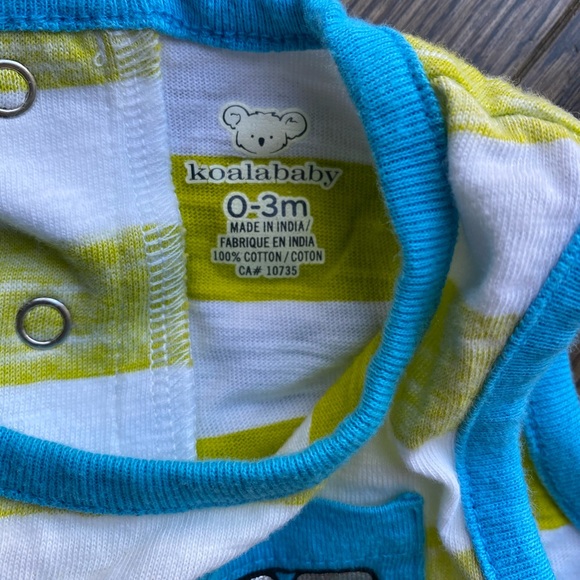 koalababy
0-3m
MADE IN INDIA/
FABRIQUE EN INDIA
100% COTTON/COTON
CA# 10735